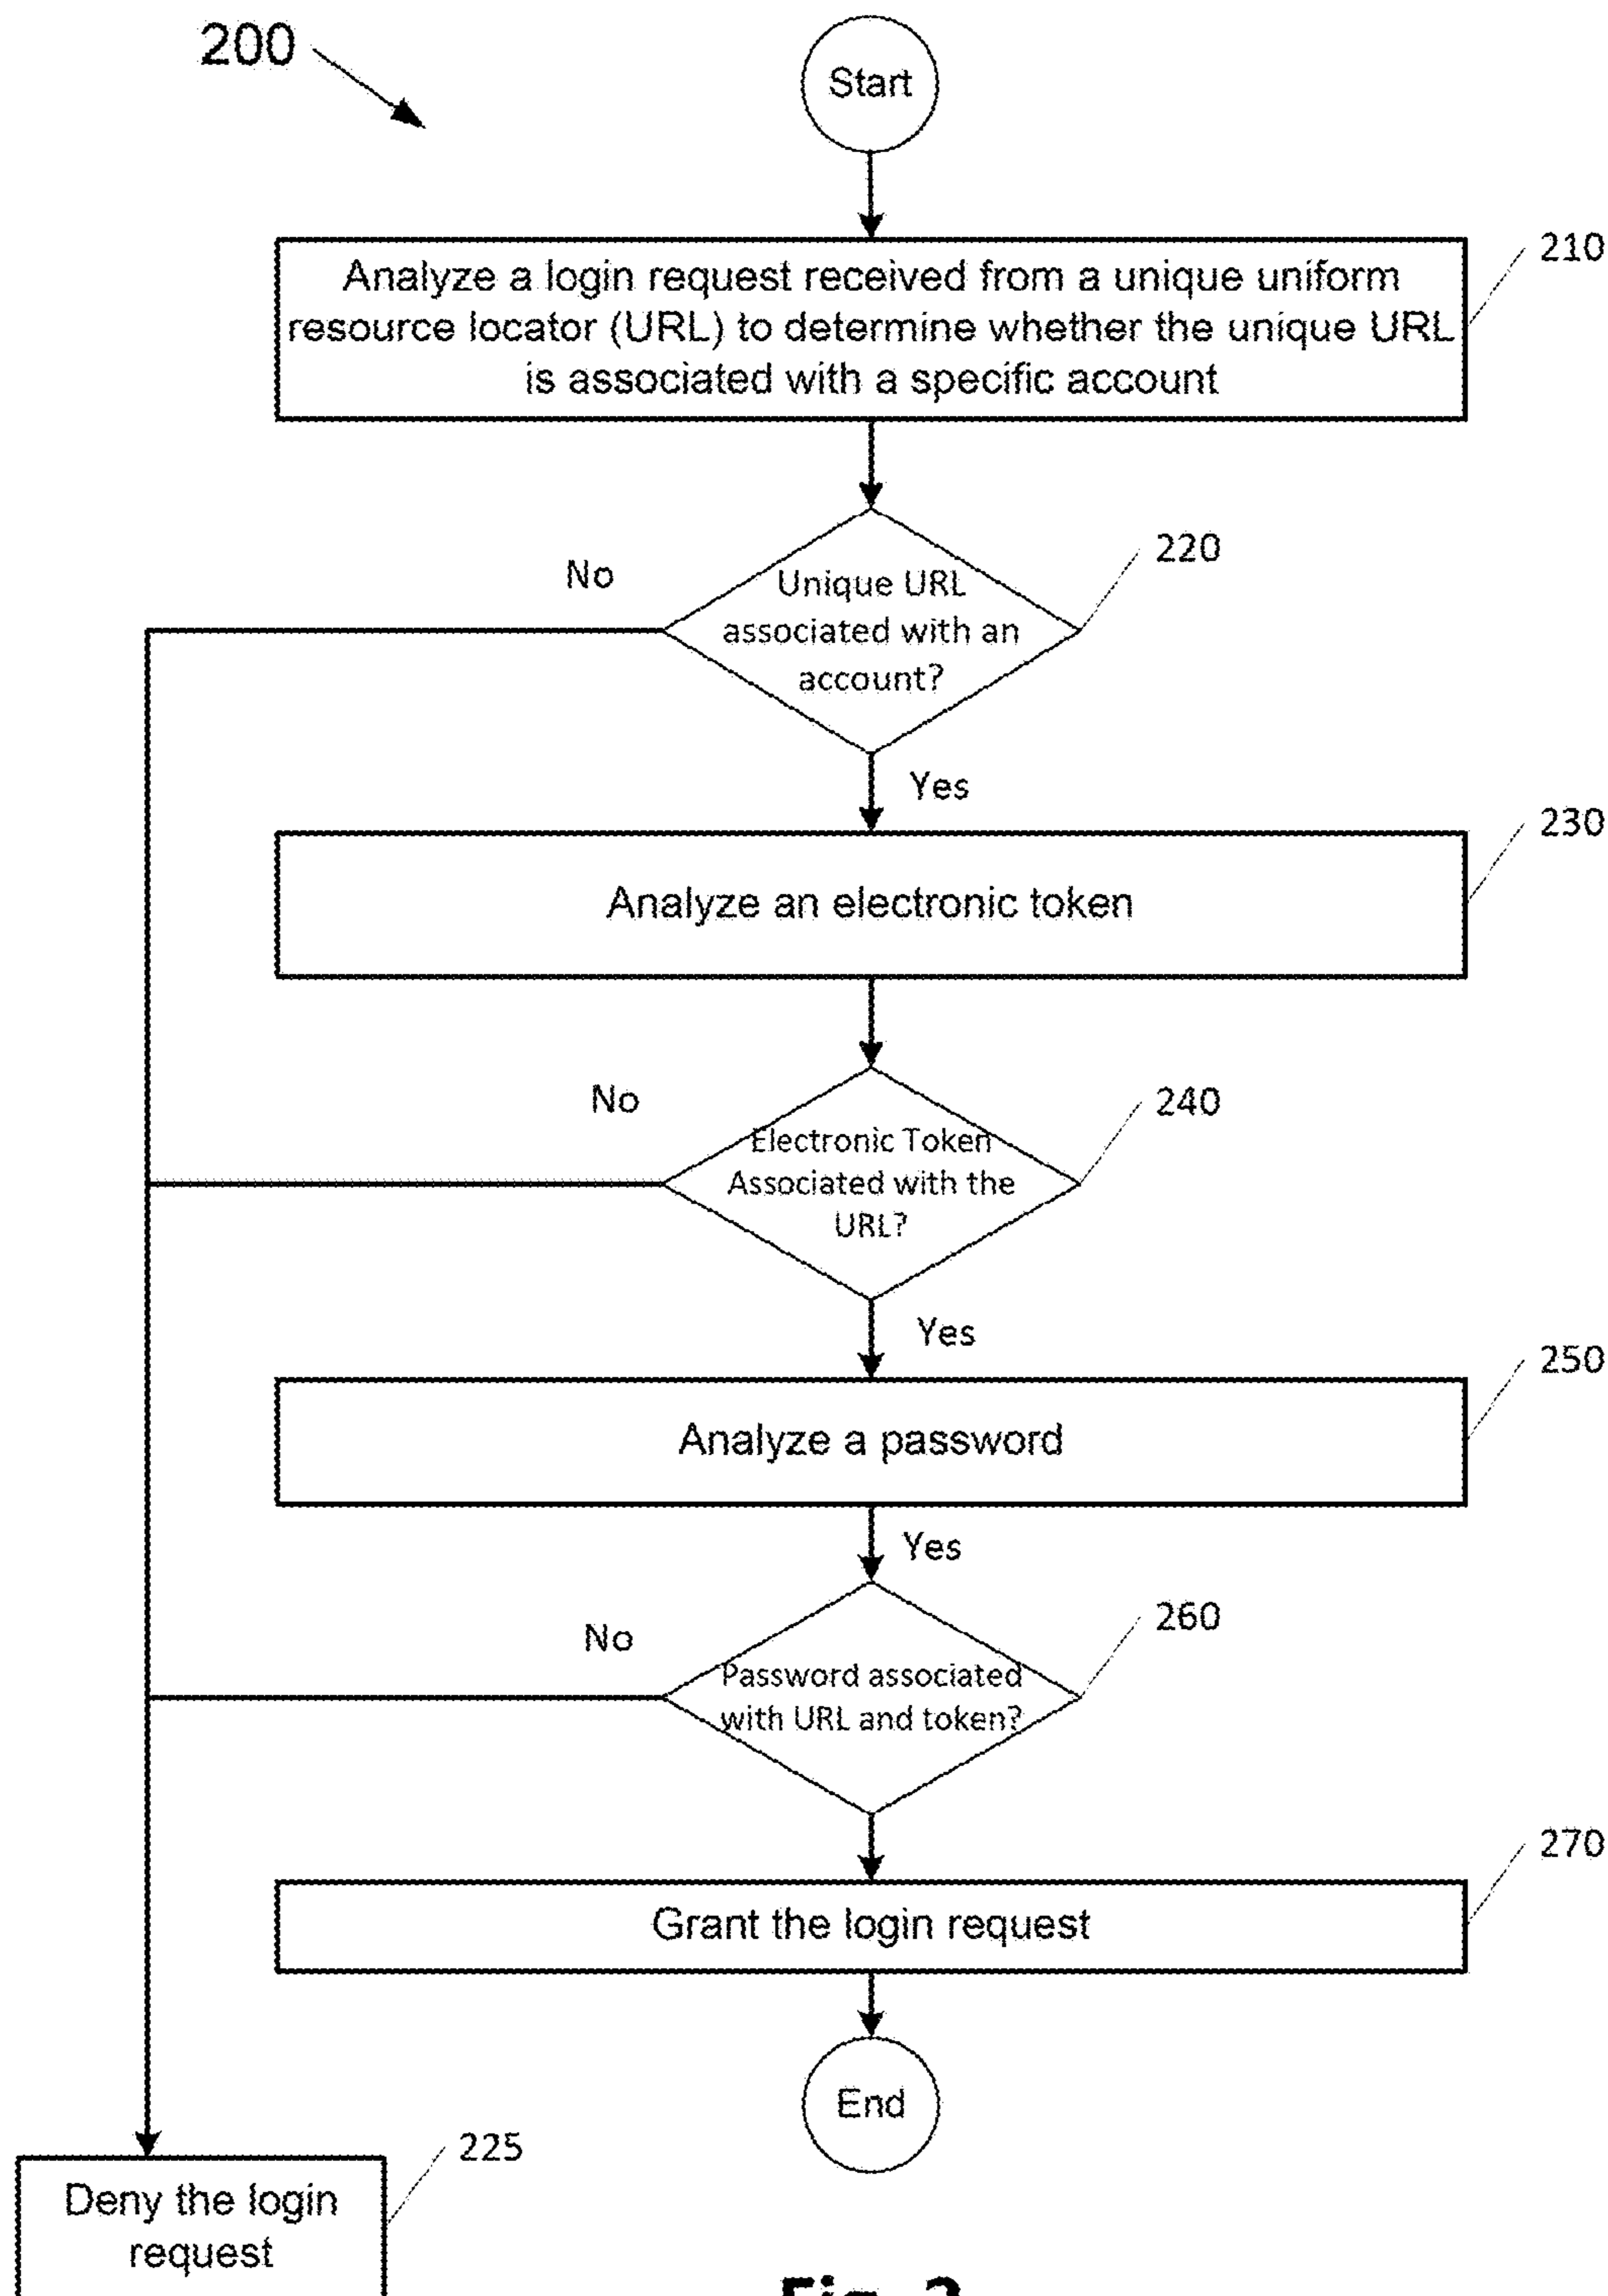 200
Start
210
Analyze a login request received from a unique uniform
resource locator (URL) to determine whether the unique URL
is associated with a specific account
220
No
Unique URL
associated with an
account?
Yes
230
Analyze an electronic token
No
240
Electronic Token
Associated with the
URL?
Yes
250
Analyze a password
Yes
260
No
Password associated
with URL and token?
270
Grant the login request
End
225
Deny the login
request
Fig.